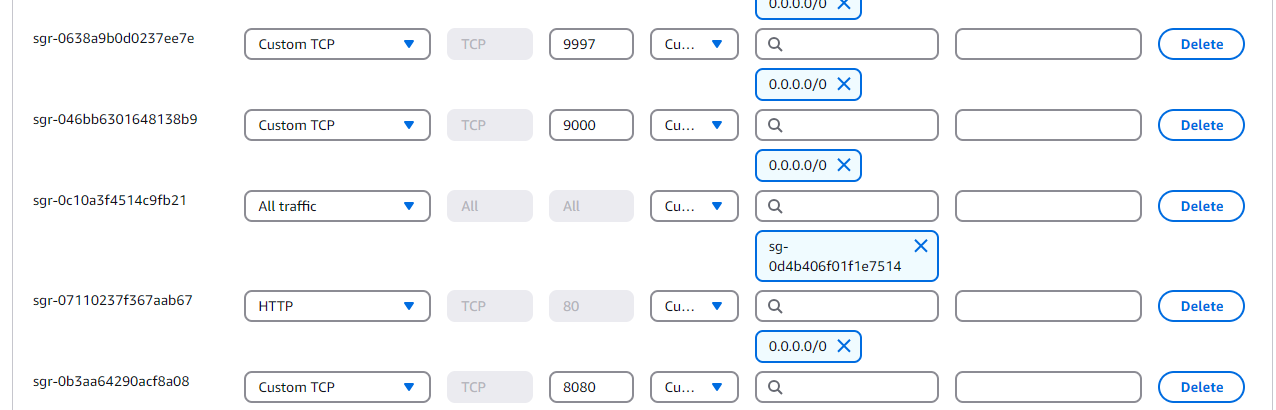 0.0.0.0/0
sgr-0638a9b0d0237ee7e Custom TCP TCP 9997 Cu... Delete
0.0.0.0/0
sgr-046bb6301648138b9 Custom TCP TCP 9000 Cu... Delete
0.0.0.0/0
sgr-0c10a3f4514c9fb21 All traffic All All Cu... Delete
sg-
0d4b406f01f1e7514
sgr-07110237f367aab67 HTTP TCP 80 Cu... Delete
0.0.0.0/0
sgr-0b3aa64290acf8a08 Custom TCP TCP 8080 Cu... Delete